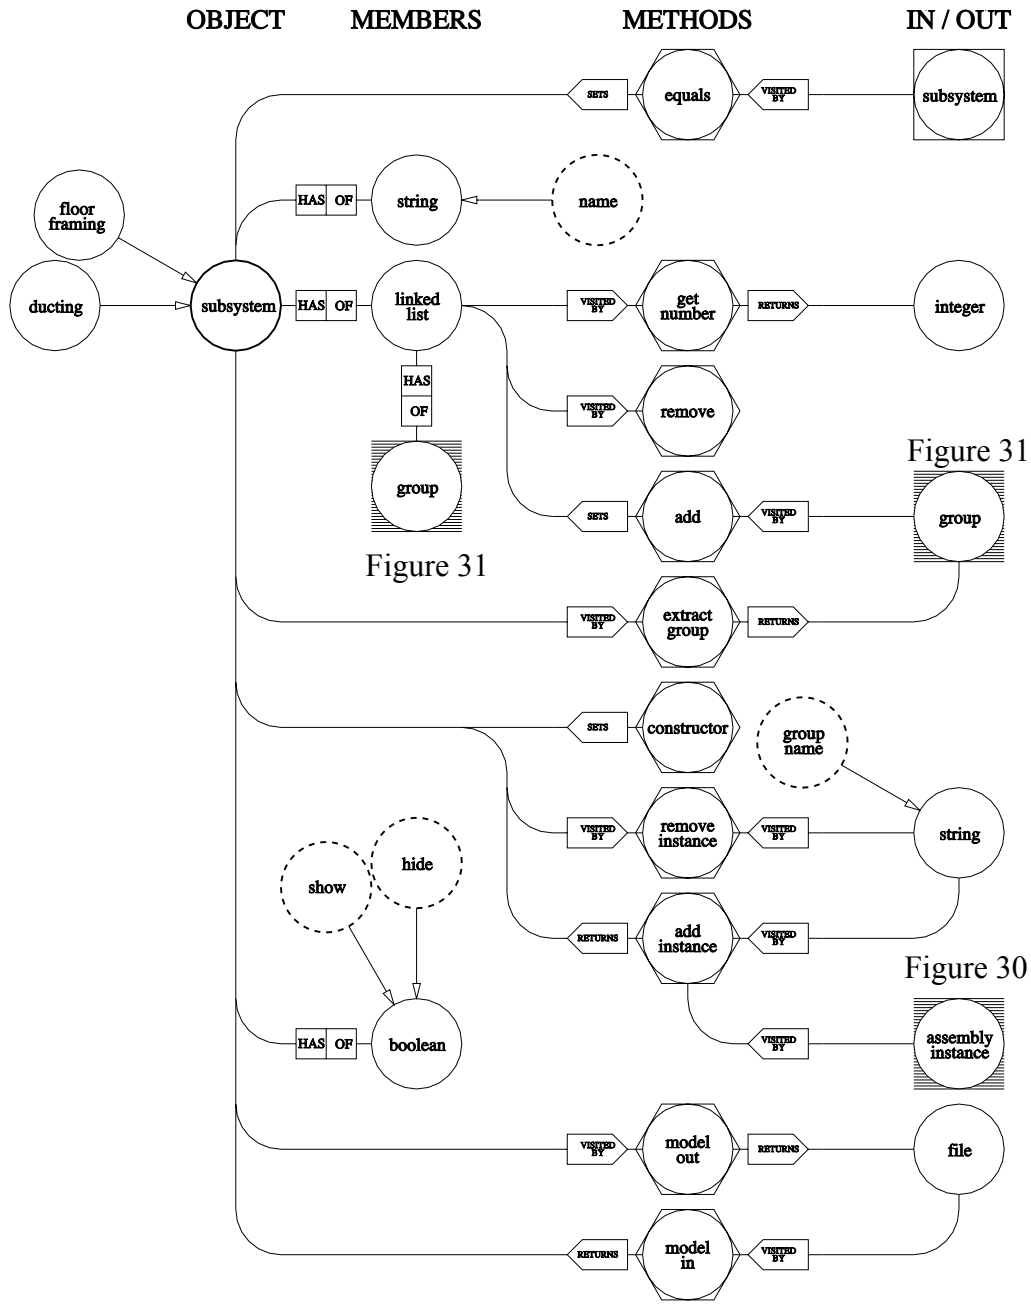 OBJECT MEMBERS METHODS IN / OUT
SETS equals VISITED BY subsystem
HAS OF string name
floor
framing
ducting subsystem HAS OF linked
list
VISITED BY get
number RETURNS integer
HAS
OF
VISITED BY remove
group
Figure 31
SETS add VISITED BY
Figure 31
group
VISITED BY extract
group RETURNS
SETS constructor
group
name
VISITED BY remove
instance VISITED BY string
show
hide
RETURNS add
instance VISITED BY
Figure 30
HAS OF boolean
VISITED BY assembly
instance
VISITED BY model
out RETURNS file
RETURNS model
in VISITED BY